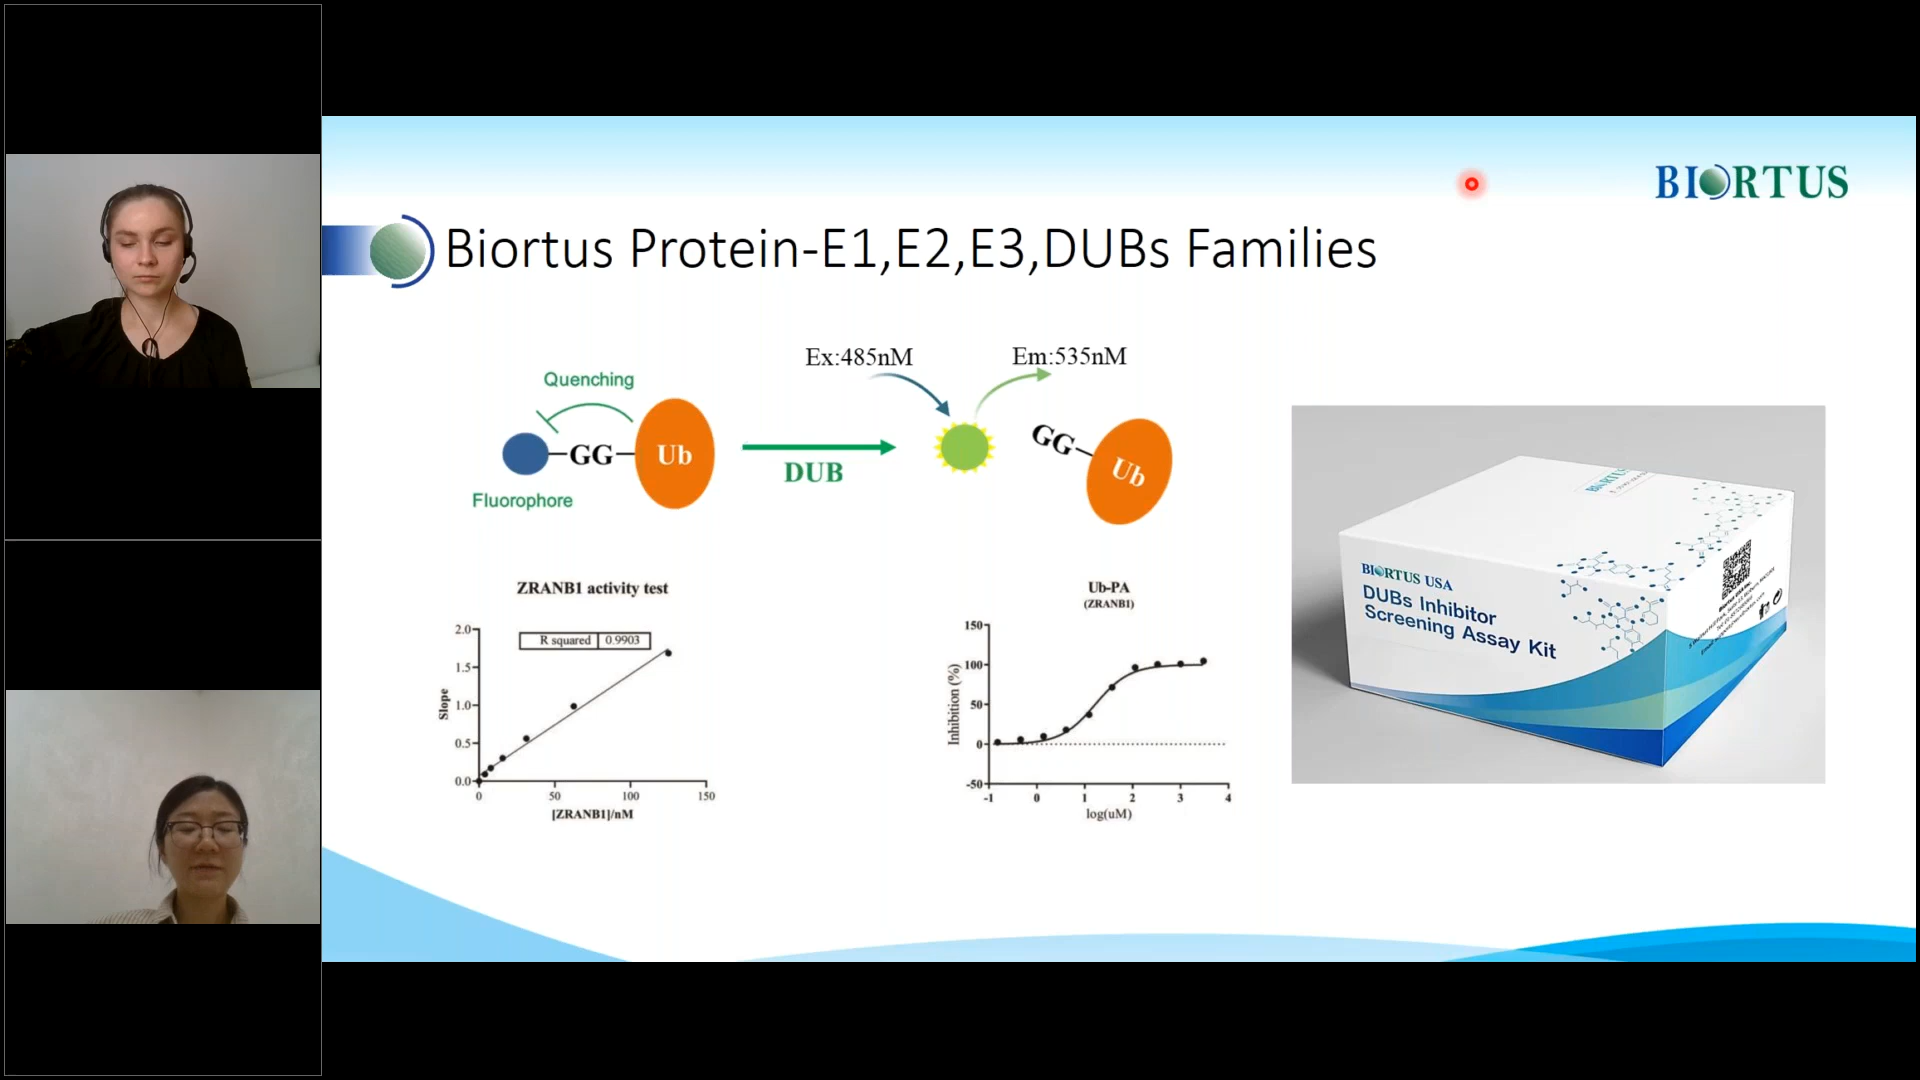 BIORTUS
Biortus Protein-E1,E2,E3,DUBs Families
Ex:485nM
Em:535nM
Quenching
GG
Ub
Fluorophore
DUB
GG
Ub
ZRANB1 activity test
R squared 0.9903
2.0
1.5
1.0
0.5
0.0
Slope
0 50 100 150
[ZRANB1]/nM
Ub-PA
(ZRANB1)
150
100
50
0
-50
Inhibition (%)
-1 0 1 2 3 4
log(uM)
BIORTUS USA
DUBs Inhibitor
Screening Assay Kit